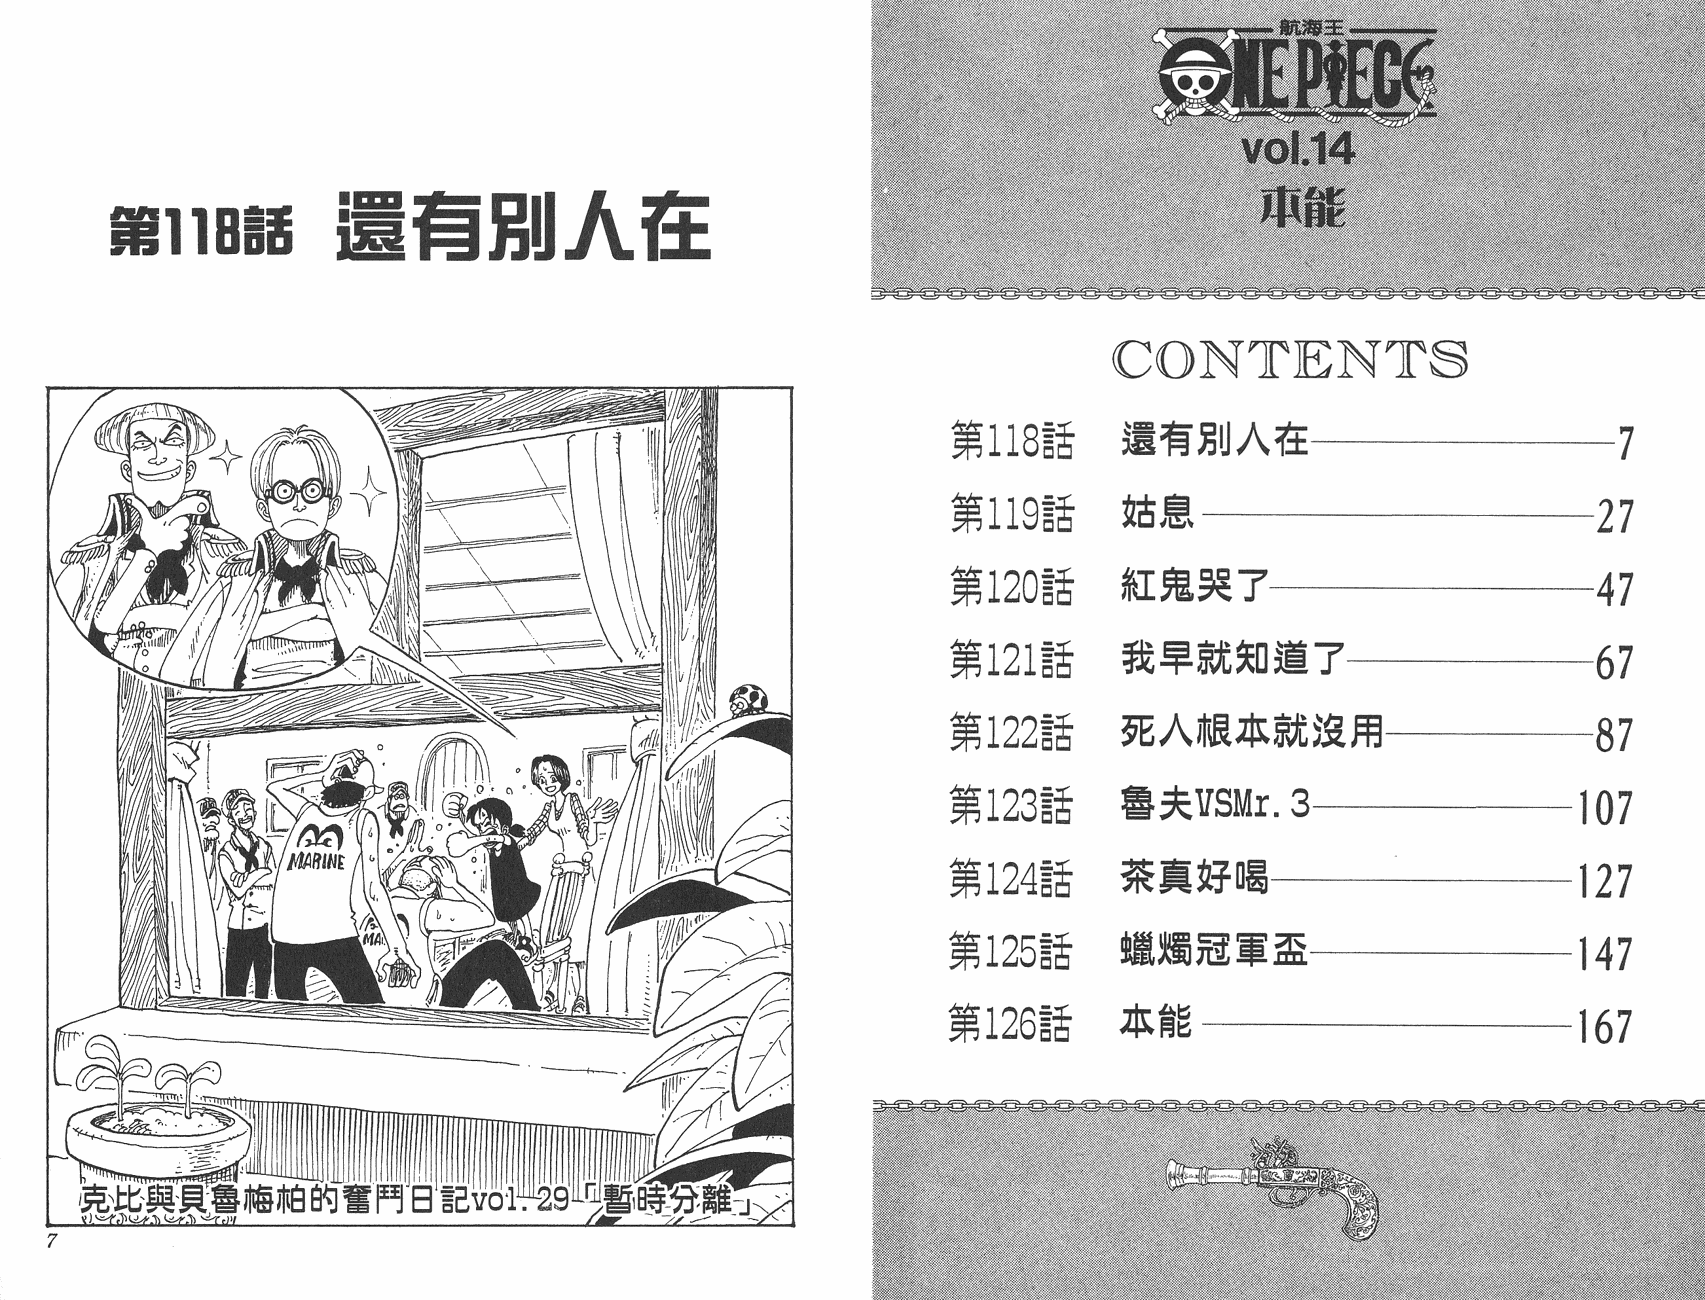 航海王
ONE PIECE
vol.14
本能
CONTENTS
第118話 還有別人在 7
第119話 姑息 27
第120話 紅鬼哭了 47
第121話 我早就知道了 67
第122話 死人根本就沒用 87
第123話 魯夫VSMr.3 107
第124話 茶真好喝 127
第125話 蠟燭冠軍盃 147
第126話 本能 167
第118話 還有別人在
MARINE
MA
克比與貝魯梅柏的奮鬥日記vol.29「暫時分離」
7